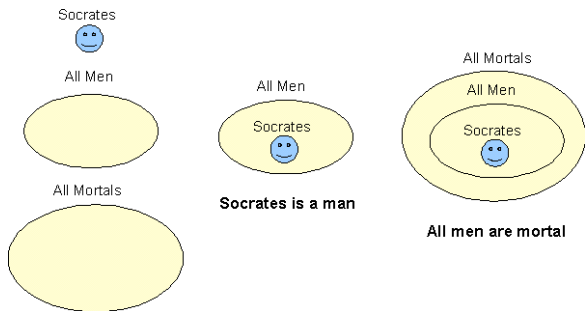 Socrates
All Men
All Mortals
All Men
Socrates
Socrates is a man
All Mortals
All Men
Socrates
All men are mortal